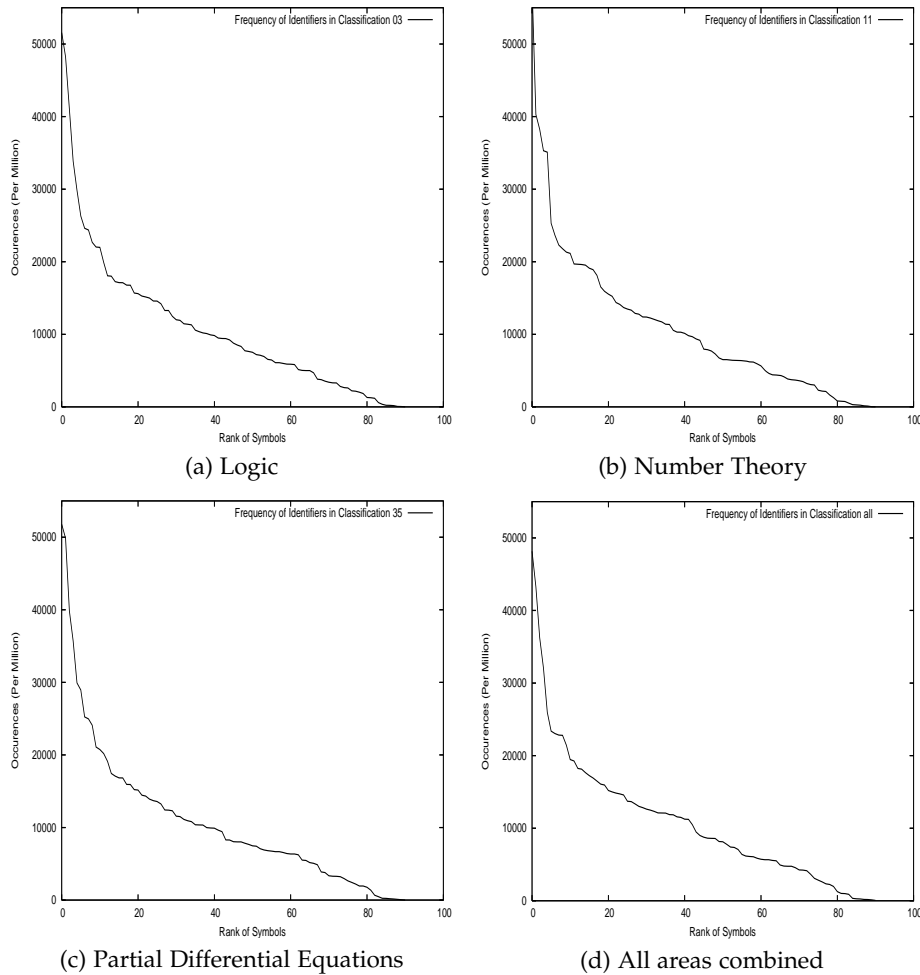 Frequency of Identifiers in Classification 03
50000
40000
30000
20000
10000
0
Occurences (Per Million)
0 20 40 60 80 100
Rank of Symbols
(a) Logic
Frequency of Identifiers in Classification 11
50000
40000
30000
20000
10000
0
Occurences (Per Million)
0 20 40 60 80 100
Rank of Symbols
(b) Number Theory
Frequency of Identifiers in Classification 35
50000
40000
30000
20000
10000
0
Occurences (Per Million)
0 20 40 60 80 100
Rank of Symbols
(c) Partial Differential Equations
Frequency of Identifiers in Classification all
50000
40000
30000
20000
10000
0
Occurences (Per Million)
0 20 40 60 80 100
Rank of Symbols
(d) All areas combined